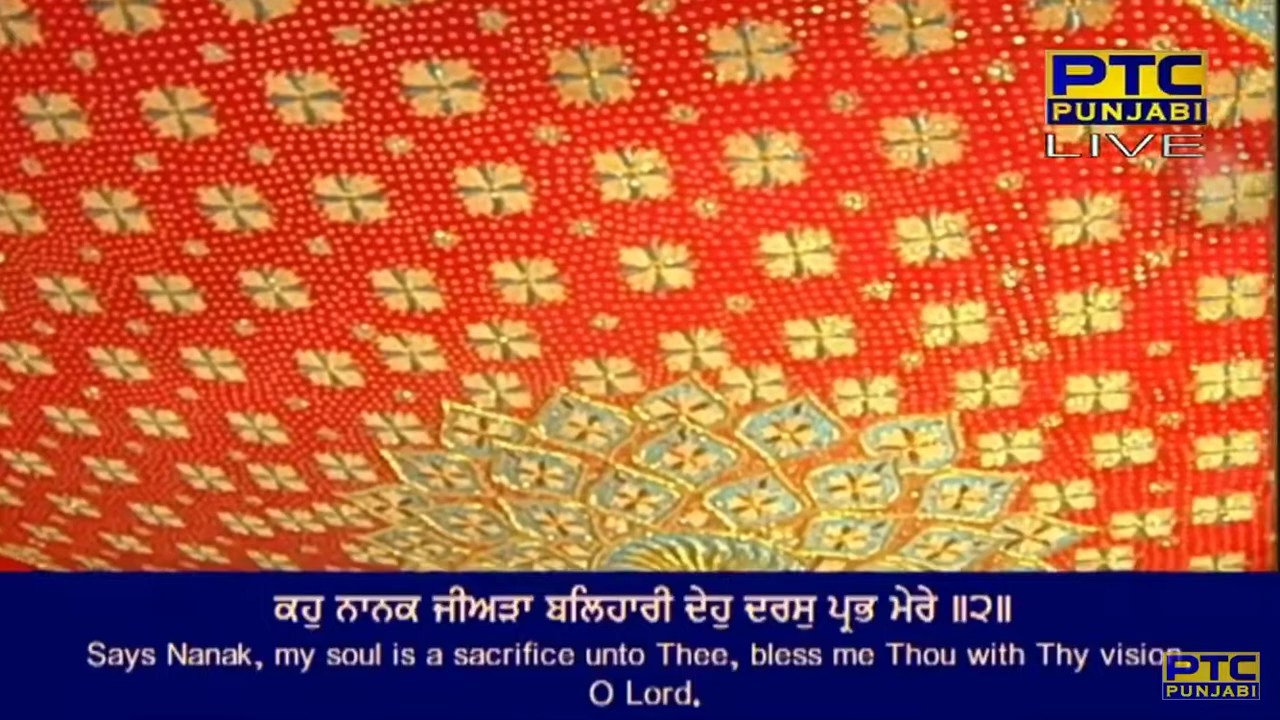 PTC
PUNJABI
LIVE
ਕਹੁ ਨਾਨਕ ਜੀਅੜਾ ਬਲਿਹਾਰੀ ਦੇਹੁ ਦਰਸੁ ਪ੍ਰਭ ਮੇਰੇ ॥੨॥
Says Nanak, my soul is a sacrifice unto Thee, bless me Thou with Thy vision
O Lord.
PTC
PUNJABI